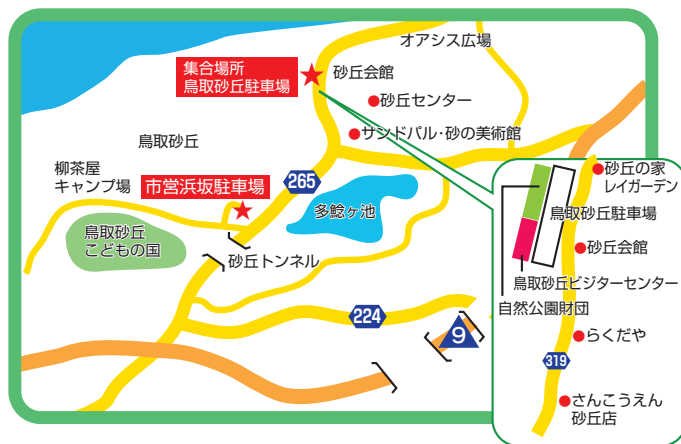 オアシス広場
集合場所
鳥取砂丘駐車場
砂丘会館
砂丘センター
サンドパル・砂の美術館
鳥取砂丘
柳茶屋
キャンプ場
市営浜坂駐車場
265
多鯰ヶ池
鳥取砂丘
こどもの国
砂丘トンネル
224
9
砂丘の家
レイガーデン
鳥取砂丘駐車場
砂丘会館
鳥取砂丘ビジターセンター
自然公園財団
らくだや
319
さんこうえん
砂丘店